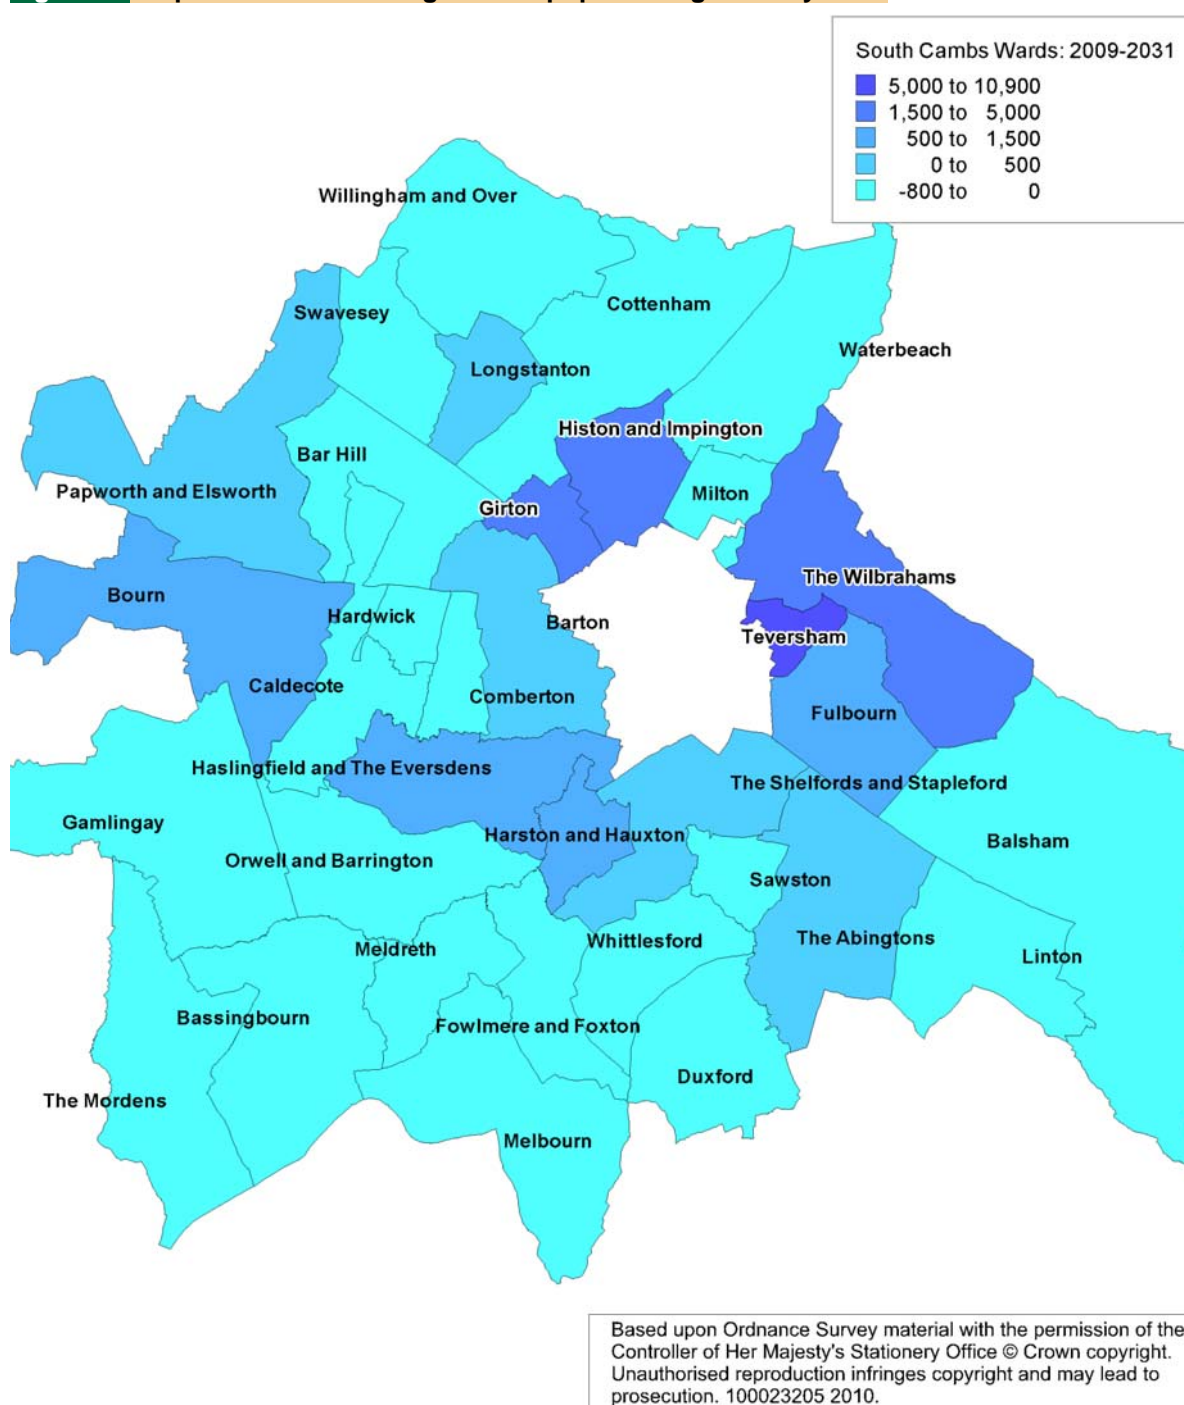 South Cambs Wards: 2009-2031
5,000 to 10,900
1,500 to 5,000
500 to 1,500
0 to 500
-800 to 0
Willingham and Over
Swavesey
Cottenham
Longstanton
Waterbeach
Histon and Impington
Bar Hill
Papworth and Elsworth
Milton
Girton
The Wilbrahams
Bourn
Hardwick
Barton
Teversham
Caldecote
Comberton
Fulbourn
Haslingfield and The Eversdens
The Shelfords and Stapleford
Gamlingay
Harston and Hauxton
Balsham
Orwell and Barrington
Sawston
Meldreth
Whittlesford
The Abingtons
Linton
Bassingbourn
Fowlmere and Foxton
Duxford
The Mordens
Melbourn
Based upon Ordnance Survey material with the permission of the
Controller of Her Majesty's Stationery Office © Crown copyright.
Unauthorised reproduction infringes copyright and may lead to
prosecution. 100023205 2010.